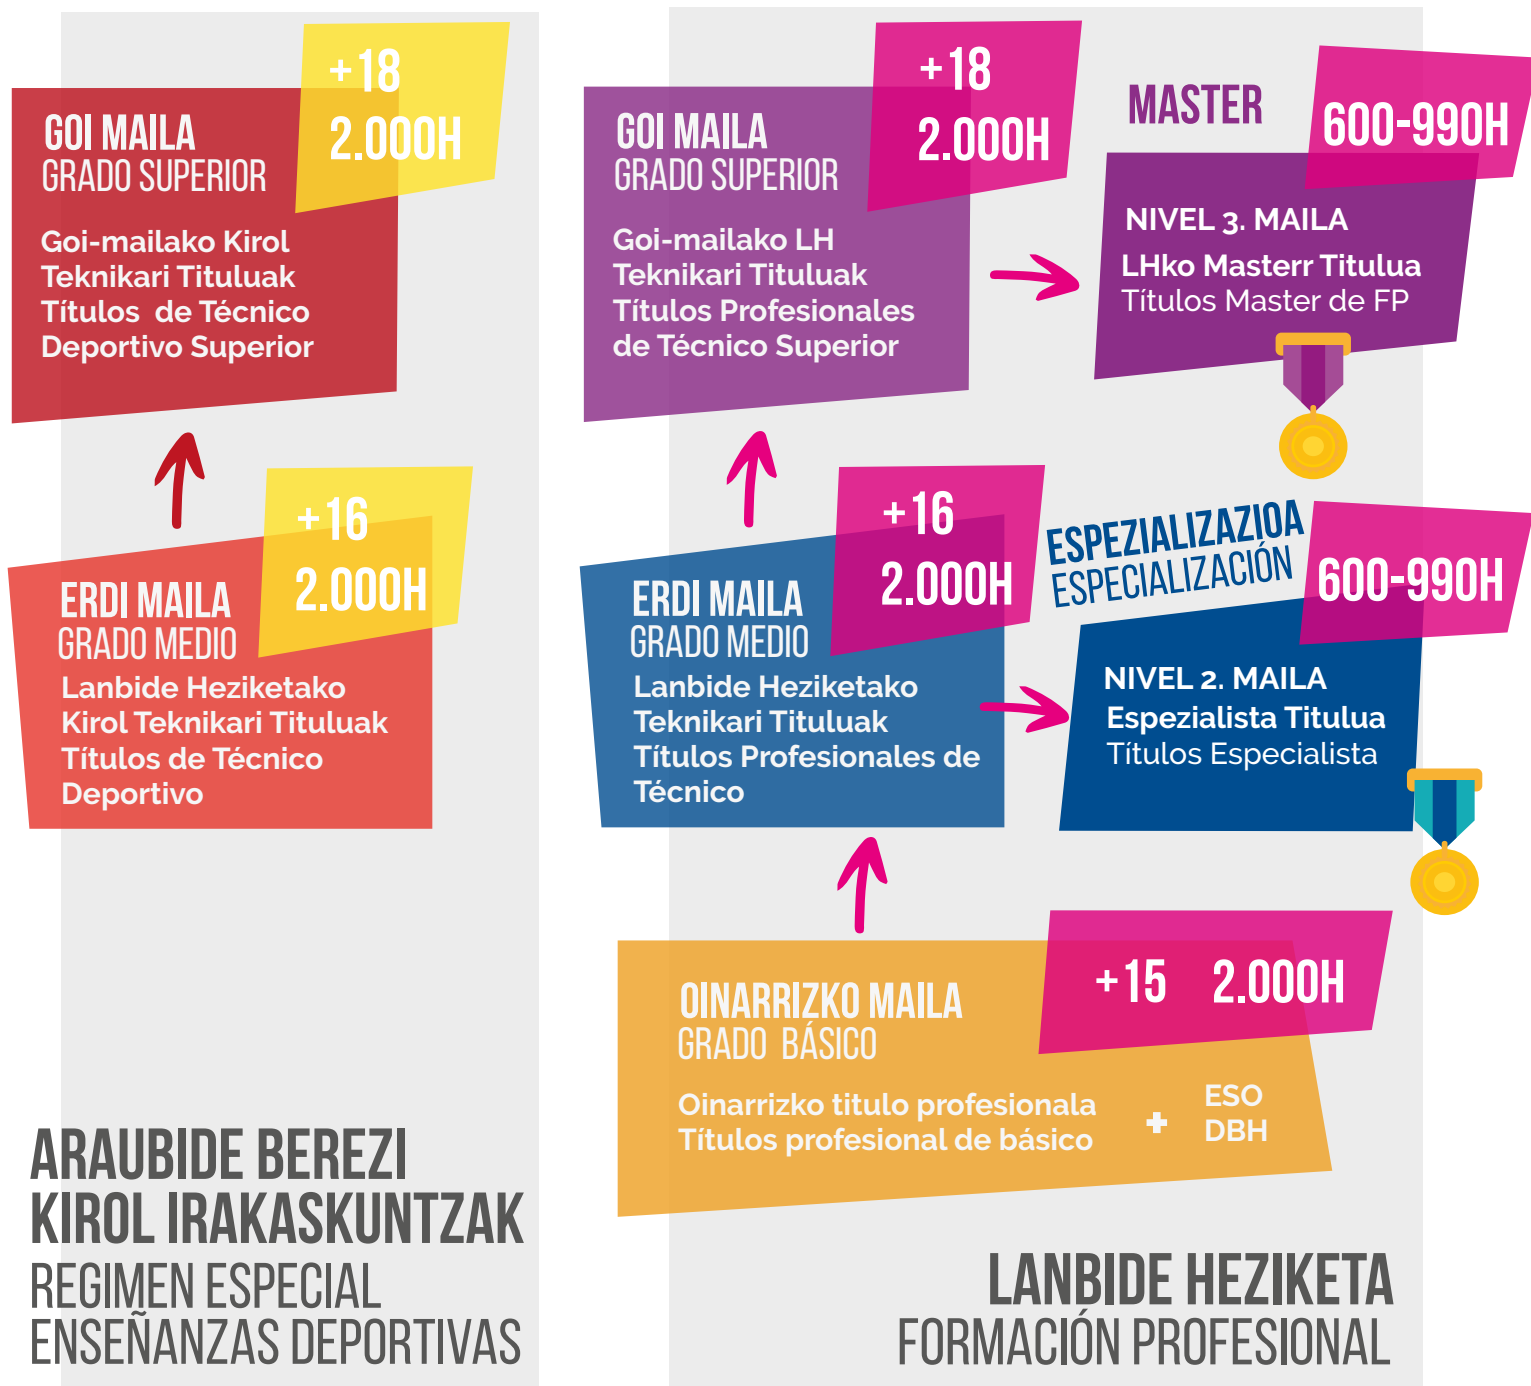 +18
2.000H
GOI MAILA
GRADO SUPERIOR
Goi-mailako Kirol
Teknikari Tituluak
Títulos de Técnico
Deportivo Superior
+16
2.000H
ERDI MAILA
GRADO MEDIO
Lanbide Heziketako
Kirol Teknikari Tituluak
Títulos de Técnico
Deportivo
ARAUBIDE BEREZI
KIROL IRAKASKUNTZAK
REGIMEN ESPECIAL
ENSEÑANZAS DEPORTIVAS
+18
2.000H
GOI MAILA
GRADO SUPERIOR
Goi-mailako LH
Teknikari Tituluak
Títulos Profesionales
de Técnico Superior
MASTER
600-990H
NIVEL 3. MAILA
LHko Masterr Titulua
Títulos Master de FP
+16
2.000H
ERDI MAILA
GRADO MEDIO
Lanbide Heziketako
Teknikari Tituluak
Títulos Profesionales de
Técnico
ESPEZIALIZAZIOA
ESPECIALIZACIÓN
600-990H
NIVEL 2. MAILA
Espezialista Titulua
Títulos Especialista
+15 2.000H
OINARRIZKO MAILA
GRADO BÁSICO
Oinarrizko titulo profesionala
Títulos profesional de básico
+
ESO
DBH
LANBIDE HEZIKETA
FORMACIÓN PROFESIONAL